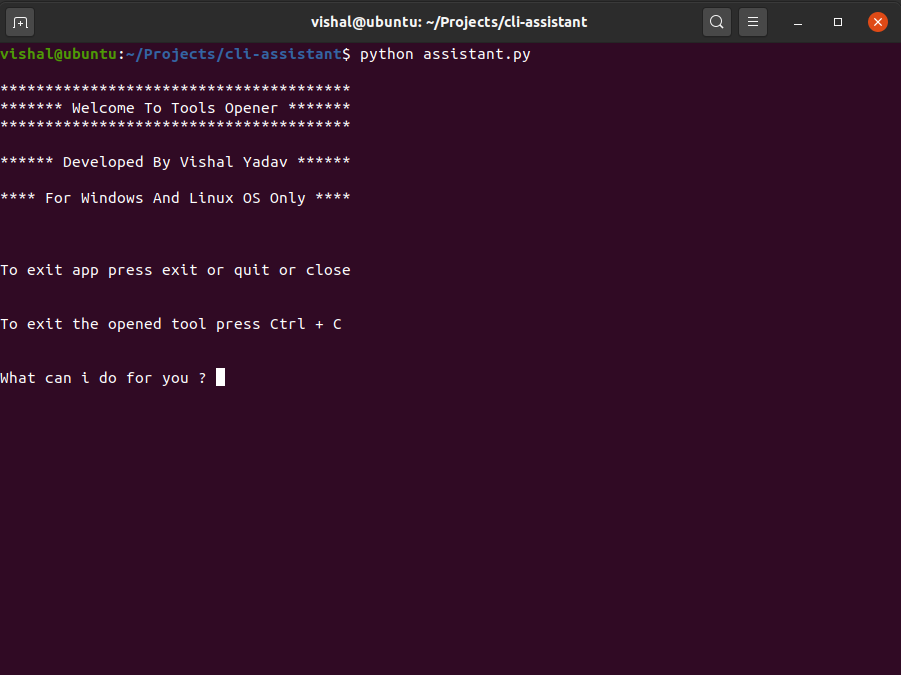 vishal@ubuntu: ~/Projects/cli-assistant
vishal@ubuntu:~/Projects/cli-assistant$ python assistant.py
***************************************
******* Welcome To Tools Opener *******
***************************************
****** Developed By Vishal Yadav ******
**** For Windows And Linux OS Only ****
To exit app press exit or quit or close
To exit the opened tool press Ctrl + C
What can i do for you ?